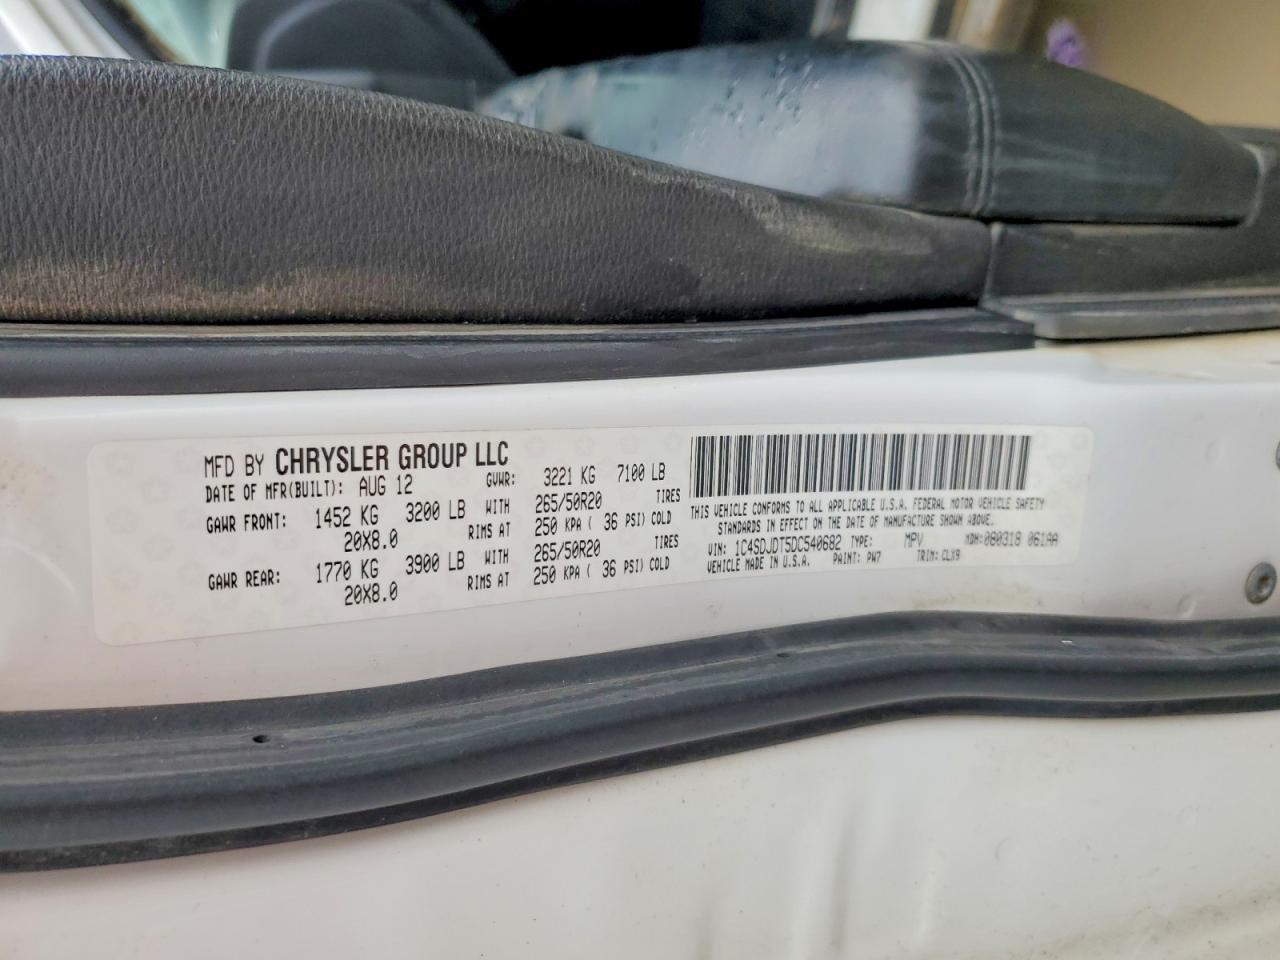 MFD BY CHRYSLER GROUP LLC
DATE OF MFR(BUILT): AUG 12 GVWR: 3221 KG 7100 LB
GAWR FRONT: 1452 KG 3200 LB WITH 265/50R20 TIRES
20X8.0 RIMS AT 250 KPA ( 36 PSI) COLD
GAWR REAR: 1770 KG 3900 LB WITH 265/50R20 TIRES
20X8.0 RIMS AT 250 KPA ( 36 PSI) COLD
THIS VEHICLE CONFORMS TO ALL APPLICABLE U.S.A. FEDERAL MOTOR VEHICLE SAFETY
STANDARDS IN EFFECT ON THE DATE OF MANUFACTURE SHOWN ABOVE.
VIN: 1C4SDJDT5DC540682 TYPE: MPV MDH: 080318 061AA
VEHICLE MADE IN U.S.A. PAINT: PW7 TRIM: CLX9